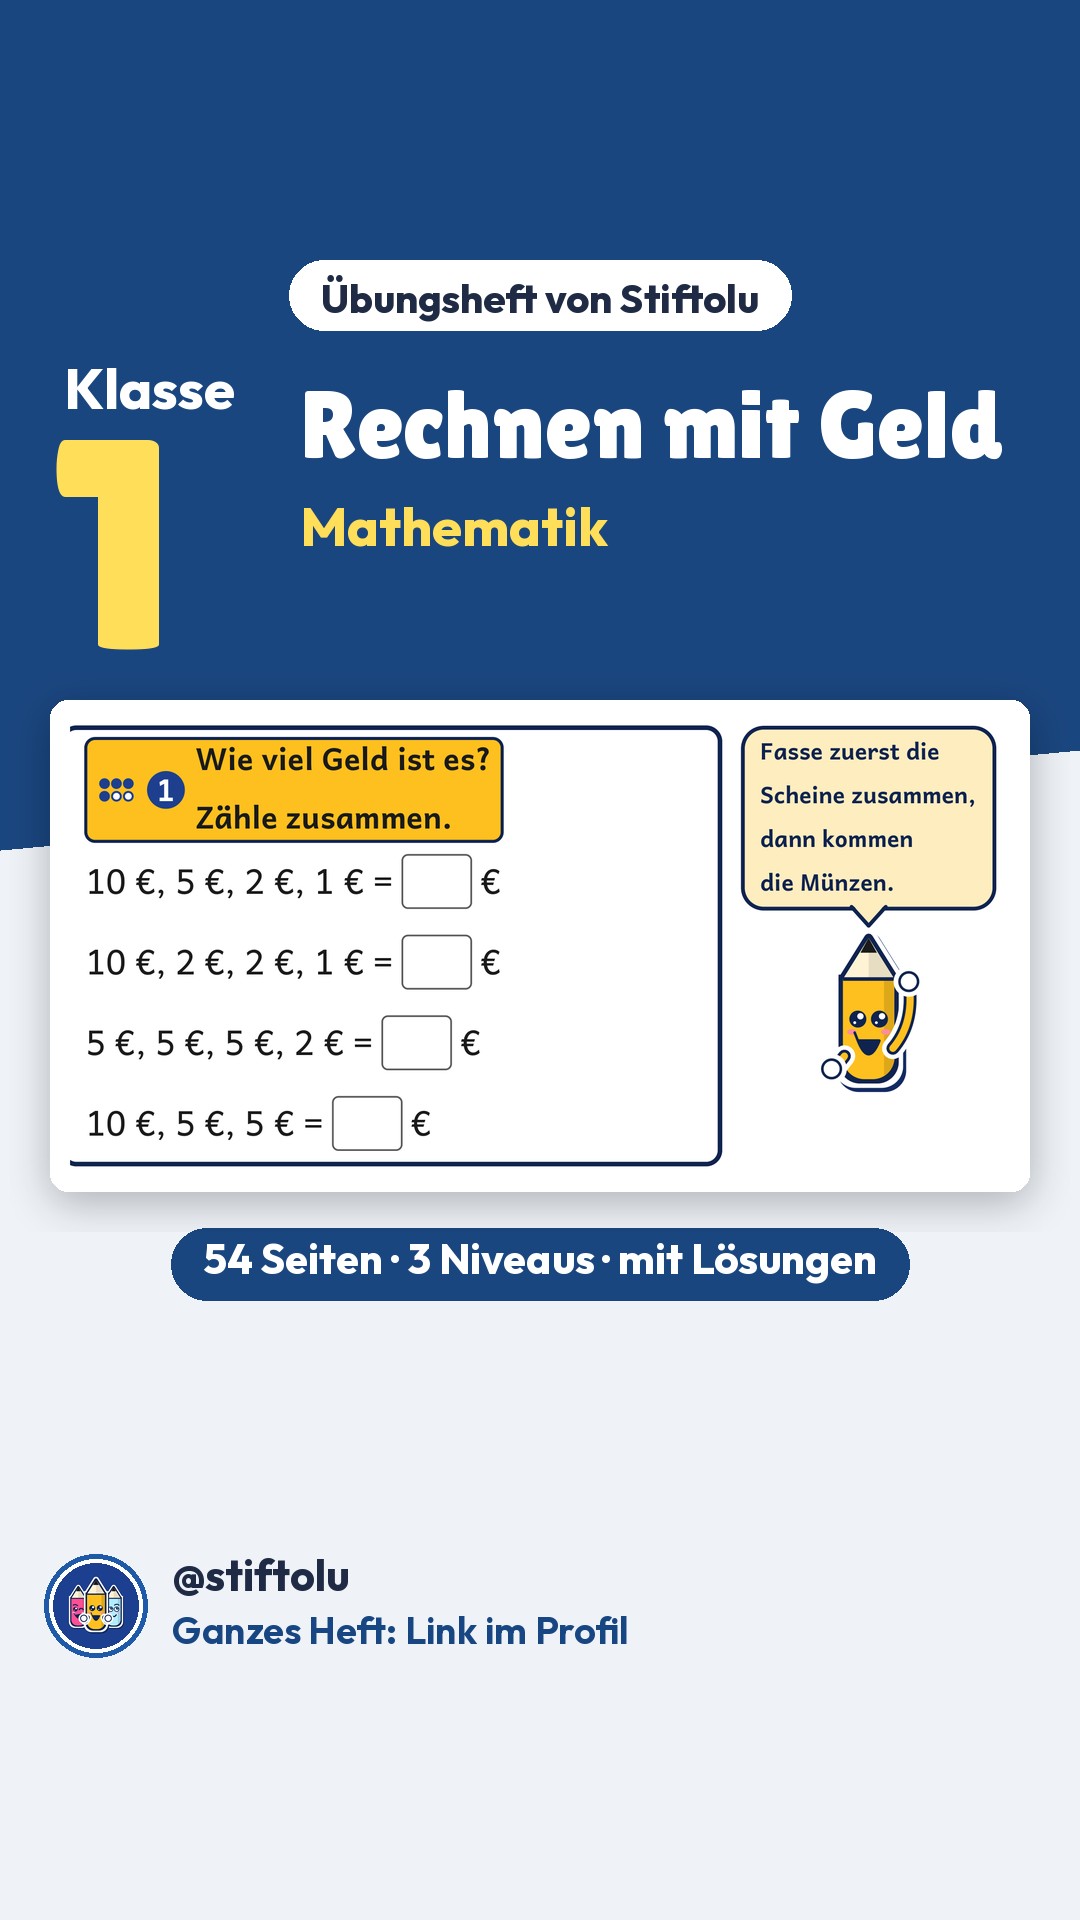 Übungsheft von Stiftolu
Klasse
1
Rechnen mit Geld
Mathematik
1 Wie viel Geld ist es?
Zähle zusammen.
10 €, 5 €, 2 €, 1 € = €
10 €, 2 €, 2 €, 1 € = €
5 €, 5 €, 5 €, 2 € = €
10 €, 5 €, 5 € = €
Fasse zuerst die
Scheine zusammen,
dann kommen
die Münzen.
54 Seiten · 3 Niveaus · mit Lösungen
@stiftolu
Ganzes Heft: Link im Profil